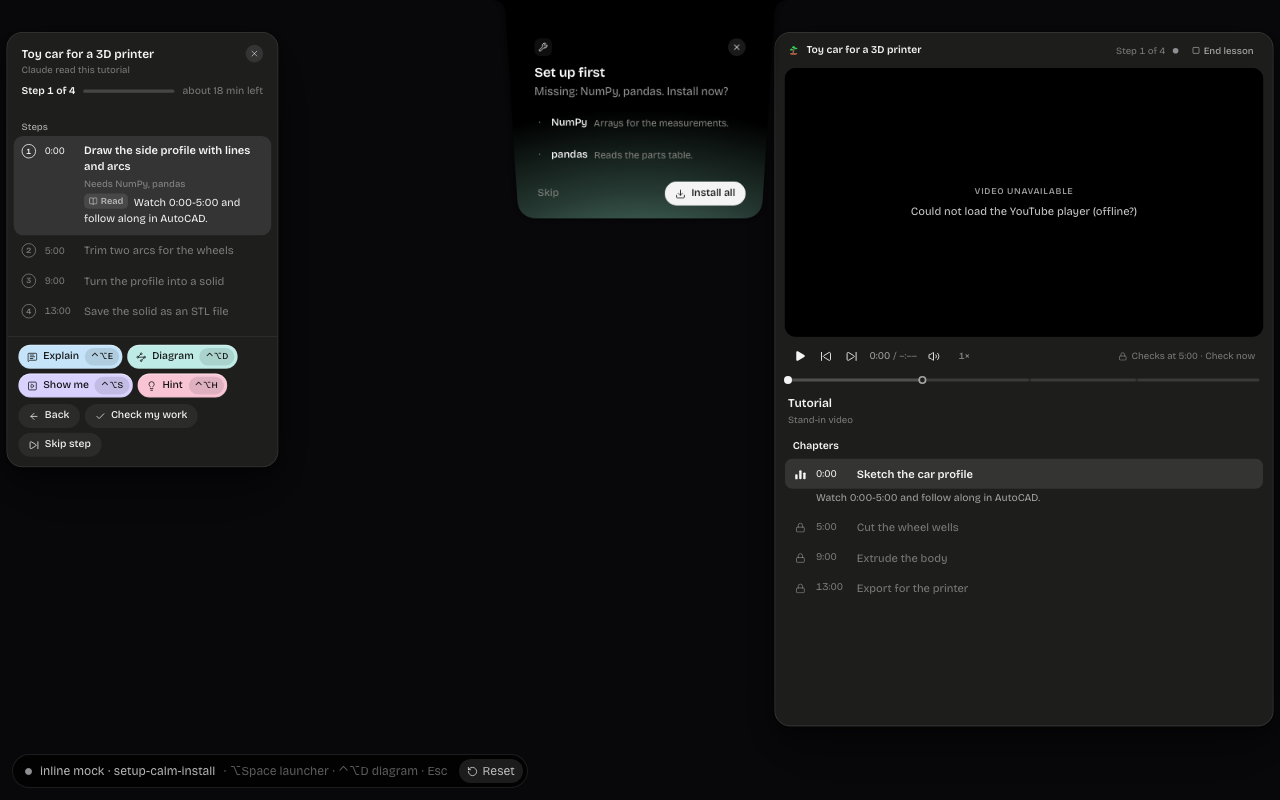 Toy car for a 3D printer
Claude read this tutorial
Step 1 of 4 about 18 min left
Steps
1 0:00 Draw the side profile with lines
and arcs
Needs NumPy, pandas
Read Watch 0:00-5:00 and
follow along in AutoCAD.
2 5:00 Trim two arcs for the wheels
3 9:00 Turn the profile into a solid
4 13:00 Save the solid as an STL file
Explain ⌃⌥E Diagram ⌃⌥D
Show me ⌃⌥S Hint ⌃⌥H
Back Check my work
Skip step
Set up first
Missing: NumPy, pandas. Install now?
· NumPy Arrays for the measurements.
· pandas Reads the parts table.
Skip Install all
Toy car for a 3D printer Step 1 of 4 End lesson
VIDEO UNAVAILABLE
Could not load the YouTube player (offline?)
0:00 / –:–– 1× Checks at 5:00 · Check now
Tutorial
Stand-in video
Chapters
0:00 Sketch the car profile
Watch 0:00-5:00 and follow along in AutoCAD.
5:00 Cut the wheel wells
9:00 Extrude the body
13:00 Export for the printer
inline mock · setup-calm-install · ⌥Space launcher · ⌃⌥D diagram · Esc Reset